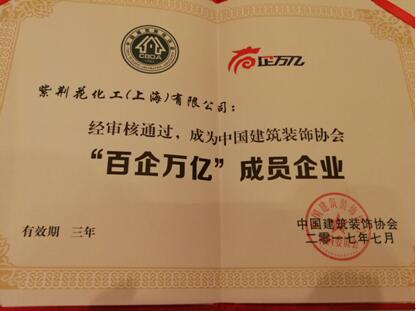 CBDA
百企万亿
紫荆花化工(上海)有限公司：
经审核通过，成为中国建筑装饰协会
“百企万亿”成员企业
有效期 三年
中国建筑装饰协会
二零一七年七月